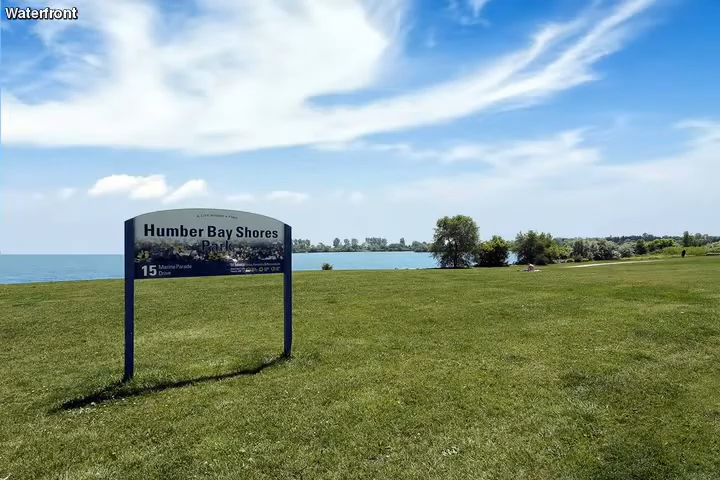 Waterfront
Humber Bay Shores
Park
15 Marine Parade
Drive